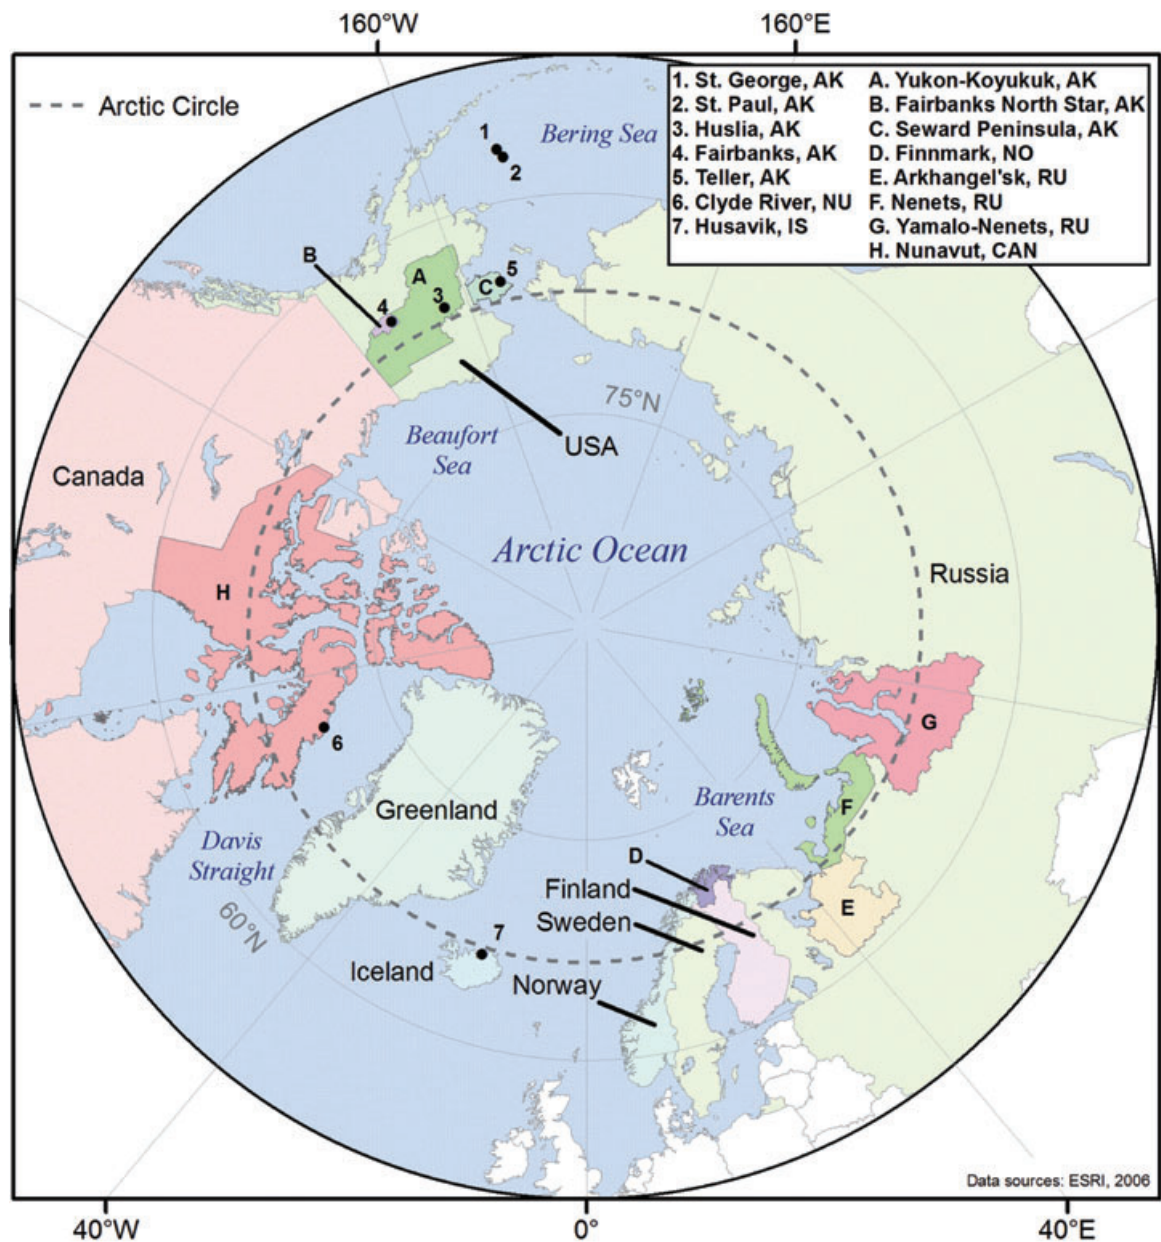 160°W
160°E
Arctic Circle
1. St. George, AK
2. St. Paul, AK
3. Huslia, AK
4. Fairbanks, AK
5. Teller, AK
6. Clyde River, NU
7. Husavik, IS
A. Yukon-Koyukuk, AK
B. Fairbanks North Star, AK
C. Seward Peninsula, AK
D. Finnmark, NO
E. Arkhangel'sk, RU
F. Nenets, RU
G. Yamalo-Nenets, RU
H. Nunavut, CAN
1
2
Bering Sea
B
A
5
C
3
4
75°N
USA
Beaufort
Sea
Canada
Arctic Ocean
Russia
H
6
G
Greenland
Barents
Sea
F
Davis
Straight
D
Finland
E
Sweden
60°N
7
Iceland
Norway
Data sources: ESRI, 2006
40°W
0°
40°E